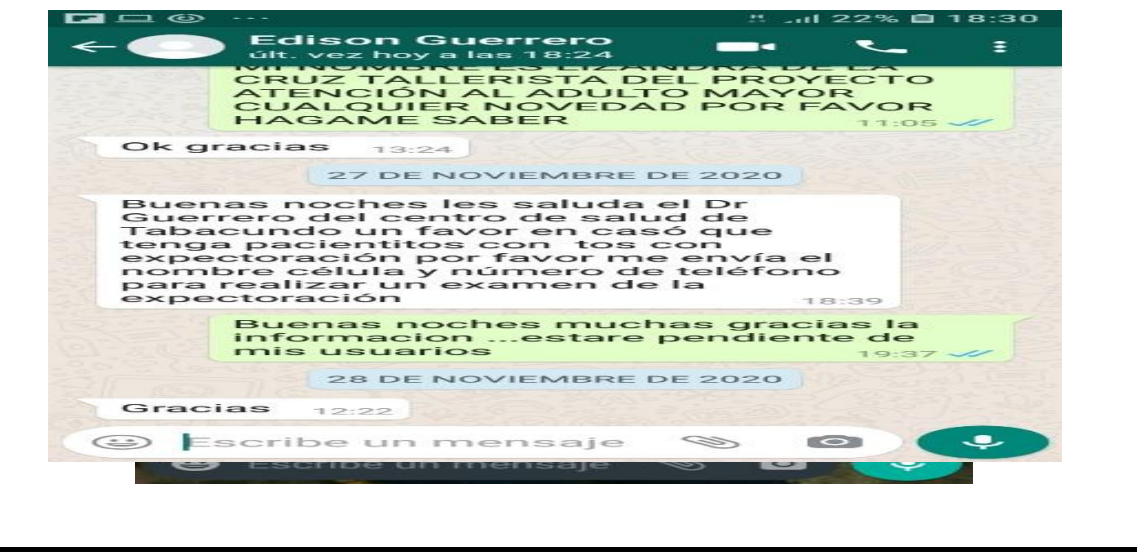 22% 18:30
Edison Guerrero
últ. vez hoy a las 18:24
MI NOMBRE ES LIZANDRA DE LA
CRUZ TALLERISTA DEL PROYECTO
ATENCIÓN AL ADULTO MAYOR
CUALQUIER NOVEDAD POR FAVOR
HAGAME SABER
11:05
Ok gracias 13:24
27 DE NOVIEMBRE DE 2020
Buenas noches les saluda el Dr
Guerrero del centro de salud de
Tabacundo un favor en casó que
tenga pacientitos con tos con
expectoración por favor me envía el
nombre célula y número de teléfono
para realizar un examen de la
expectoración
18:39
Buenas noches muchas gracias la
informacion ...estare pendiente de
mis usuarios
19:37
28 DE NOVIEMBRE DE 2020
Gracias 12:22
Escribe un mensaje
Escribe un mensaje